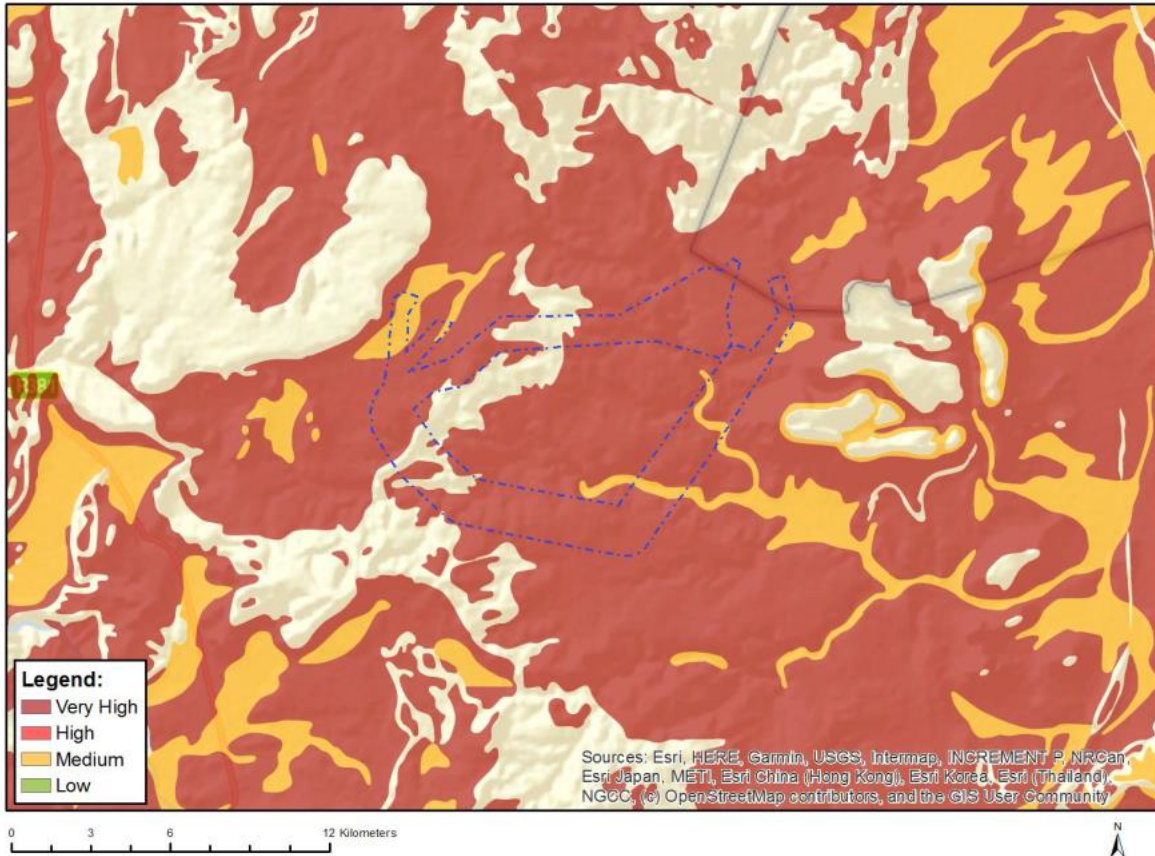 Legend:
Very High
High
Medium
Low
Sources: Esri, HERE, Garmin, USGS, Intermap, INCREMENT P, NRCan,
Esri Japan, METI, Esri China (Hong Kong), Esri Korea, Esri (Thailand),
NGCC, (c) OpenStreetMap contributors, and the GIS User Community
0 3 6 12 Kilometers
N